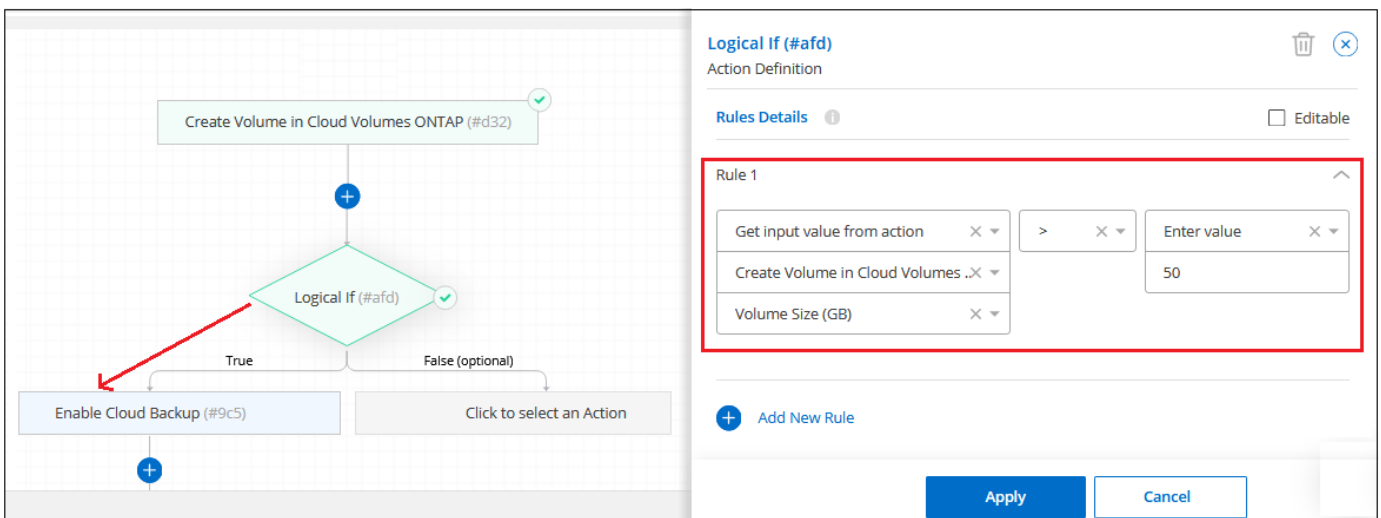 Create Volume in Cloud Volumes ONTAP (#d32)
Logical If (#afd)
True
False (optional)
Enable Cloud Backup (#9c5)
Click to select an Action
Logical If (#afd)
Action Definition
Rules Details
Editable
Rule 1
Get input value from action
>
Enter value
Create Volume in Cloud Volumes ..
50
Volume Size (GB)
Add New Rule
Apply
Cancel